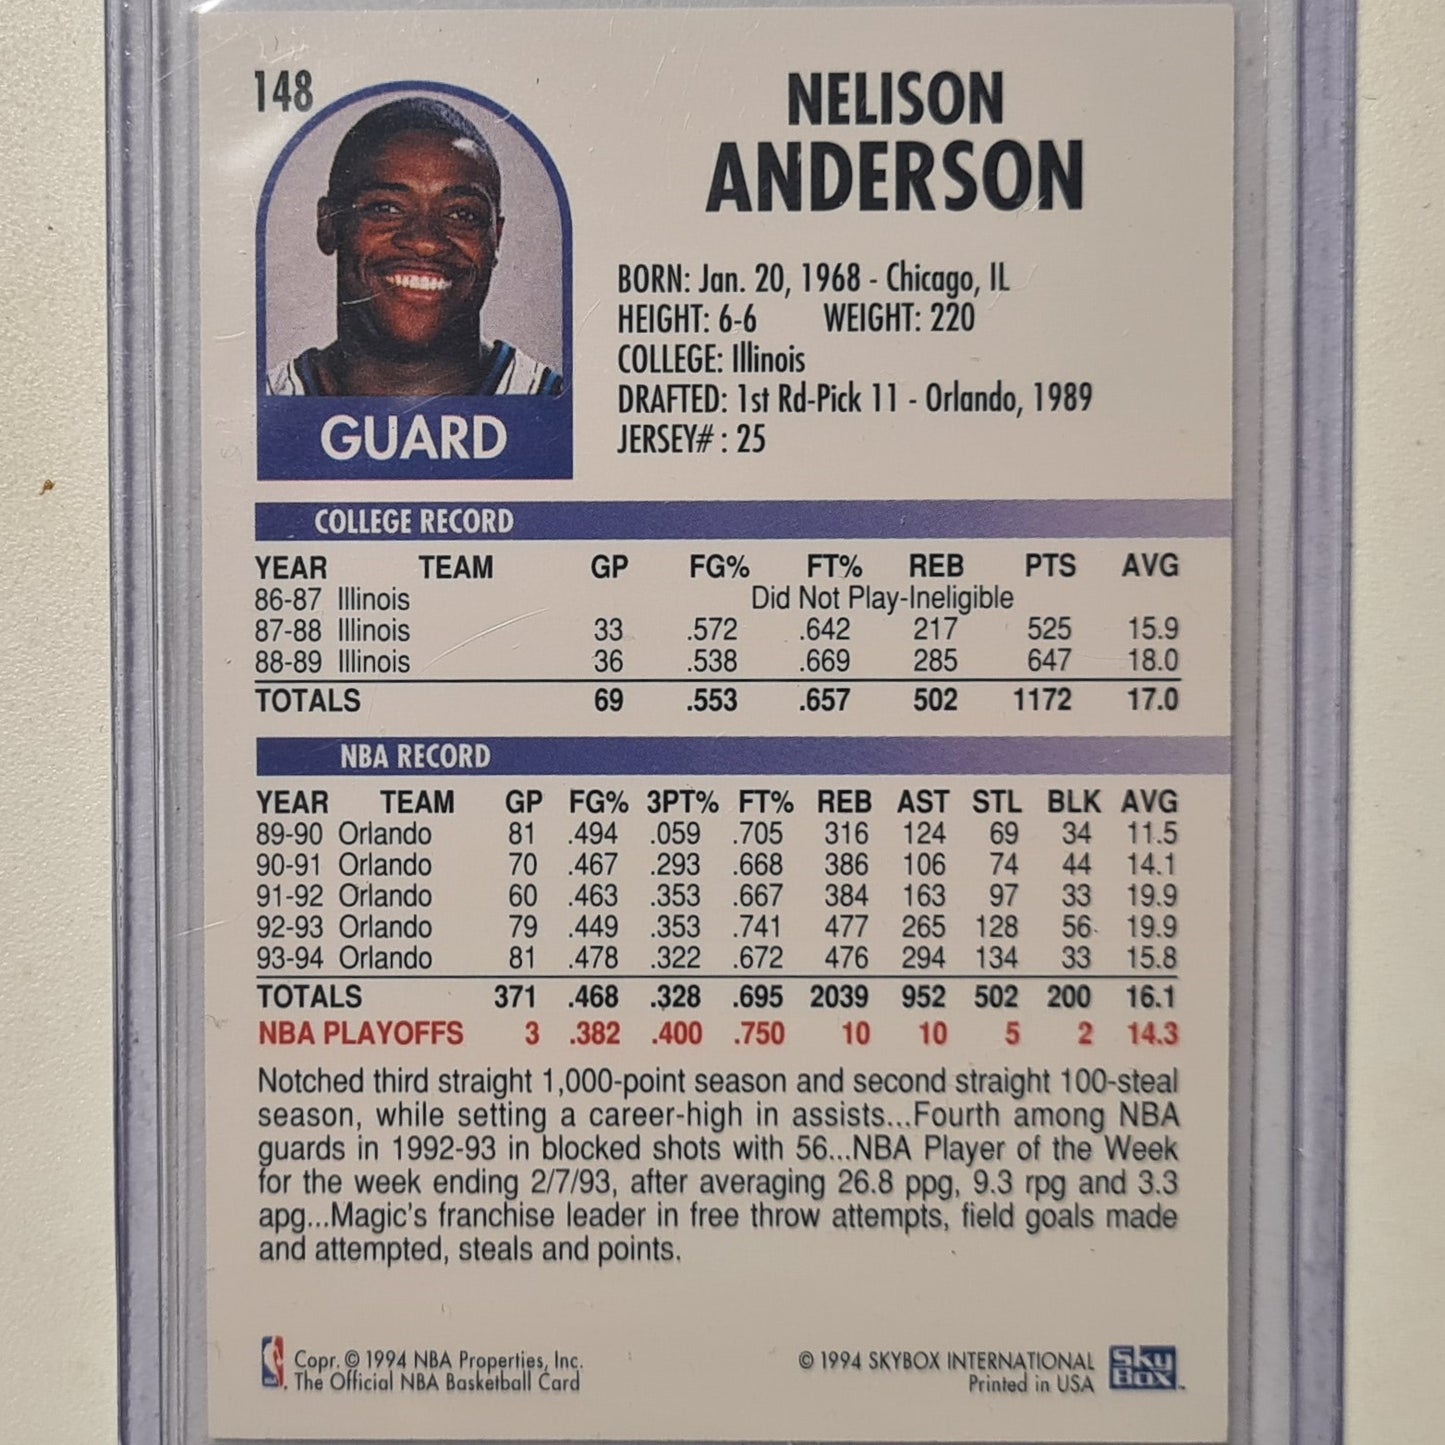 148
NELISON
ANDERSON
BORN: Jan. 20, 1968 - Chicago, IL
HEIGHT: 6-6 WEIGHT: 220
COLLEGE: Illinois
DRAFTED: 1st Rd-Pick 11 - Orlando, 1989
JERSEY# : 25
GUARD
COLLEGE RECORD
YEAR TEAM GP FG% FT% REB PTS AVG
86-87 Illinois Did Not Play-Ineligible
87-88 Illinois 33 .572 .642 217 525 15.9
88-89 Illinois 36 .538 .669 285 647 18.0
TOTALS 69 .553 .657 502 1172 17.0
NBA RECORD
YEAR TEAM GP FG% 3PT% FT% REB AST STL BLK AVG
89-90 Orlando 81 .494 .059 .705 316 124 69 34 11.5
90-91 Orlando 70 .467 .293 .668 386 106 74 44 14.1
91-92 Orlando 60 .463 .353 .667 384 163 97 33 19.9
92-93 Orlando 79 .449 .353 .741 477 265 128 56 19.9
93-94 Orlando 81 .478 .322 .672 476 294 134 33 15.8
TOTALS 371 .468 .328 .695 2039 952 502 200 16.1
NBA PLAYOFFS 3 .382 .400 .750 10 10 5 2 14.3
Notched third straight 1,000-point season and second straight 100-steal
season, while setting a career-high in assists...Fourth among NBA
guards in 1992-93 in blocked shots with 56...NBA Player of the Week
for the week ending 2/7/93, after averaging 26.8 ppg, 9.3 rpg and 3.3
apg...Magic's franchise leader in free throw attempts, field goals made
and attempted, steals and points.
Copr. © 1994 NBA Properties, Inc.
The Official NBA Basketball Card
© 1994 SKYBOX INTERNATIONAL
Printed in USA
SKY
BOX